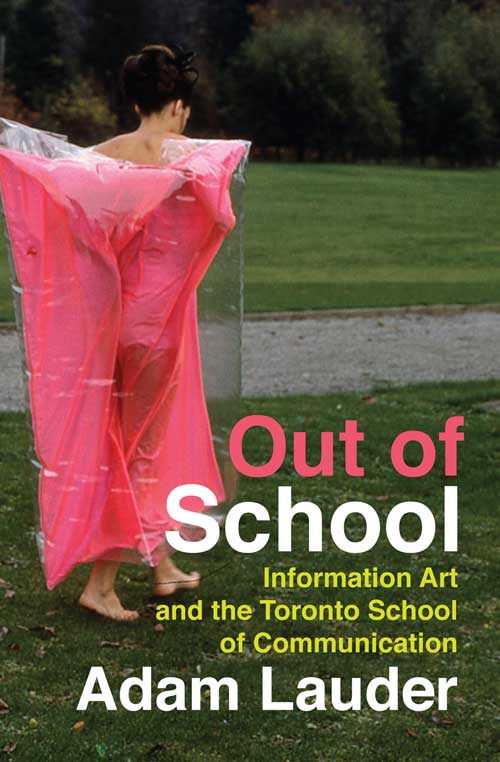 Out of
School
Information Art
and the Toronto School
of Communication
Adam Lauder